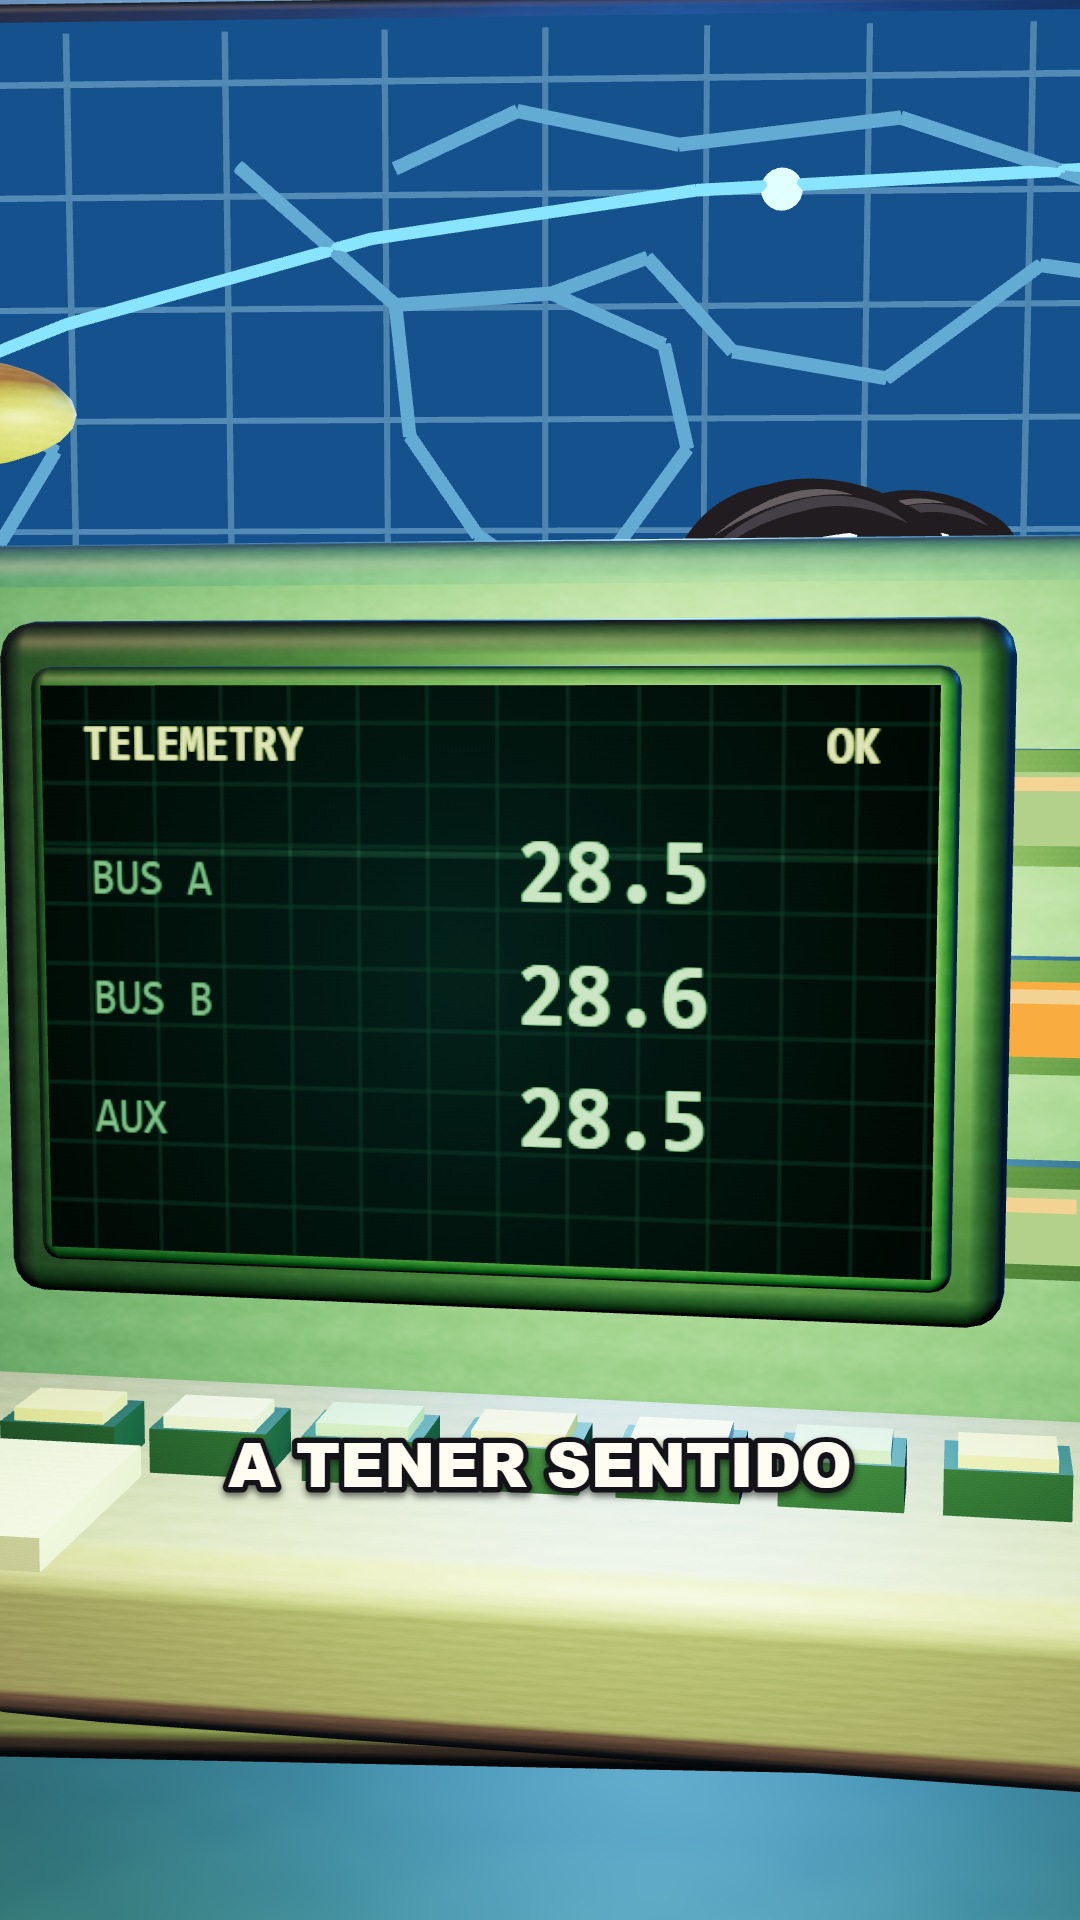 TELEMETRY OK
BUS A 28.5
BUS B 28.6
AUX 28.5
A TENER SENTIDO